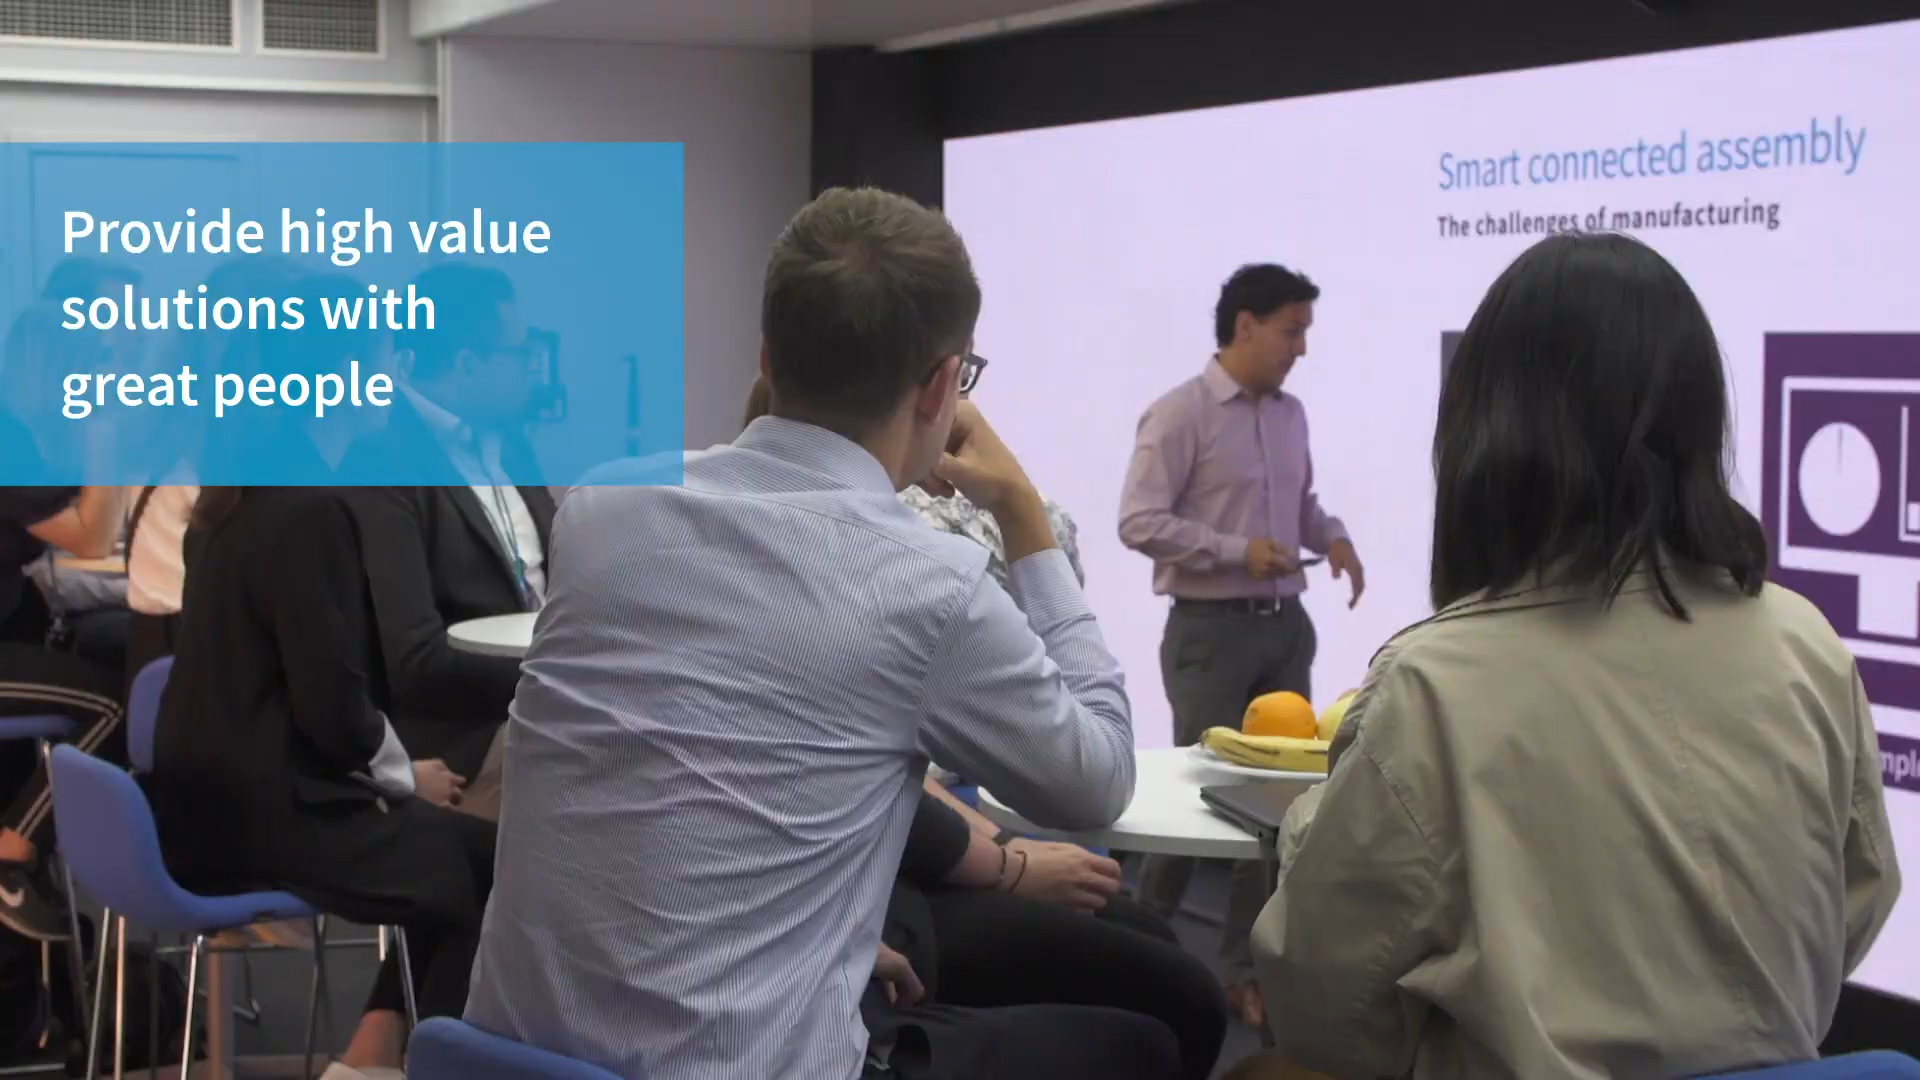 Provide high value
solutions with
great people
Smart connected assembly
The challenges of manufacturing